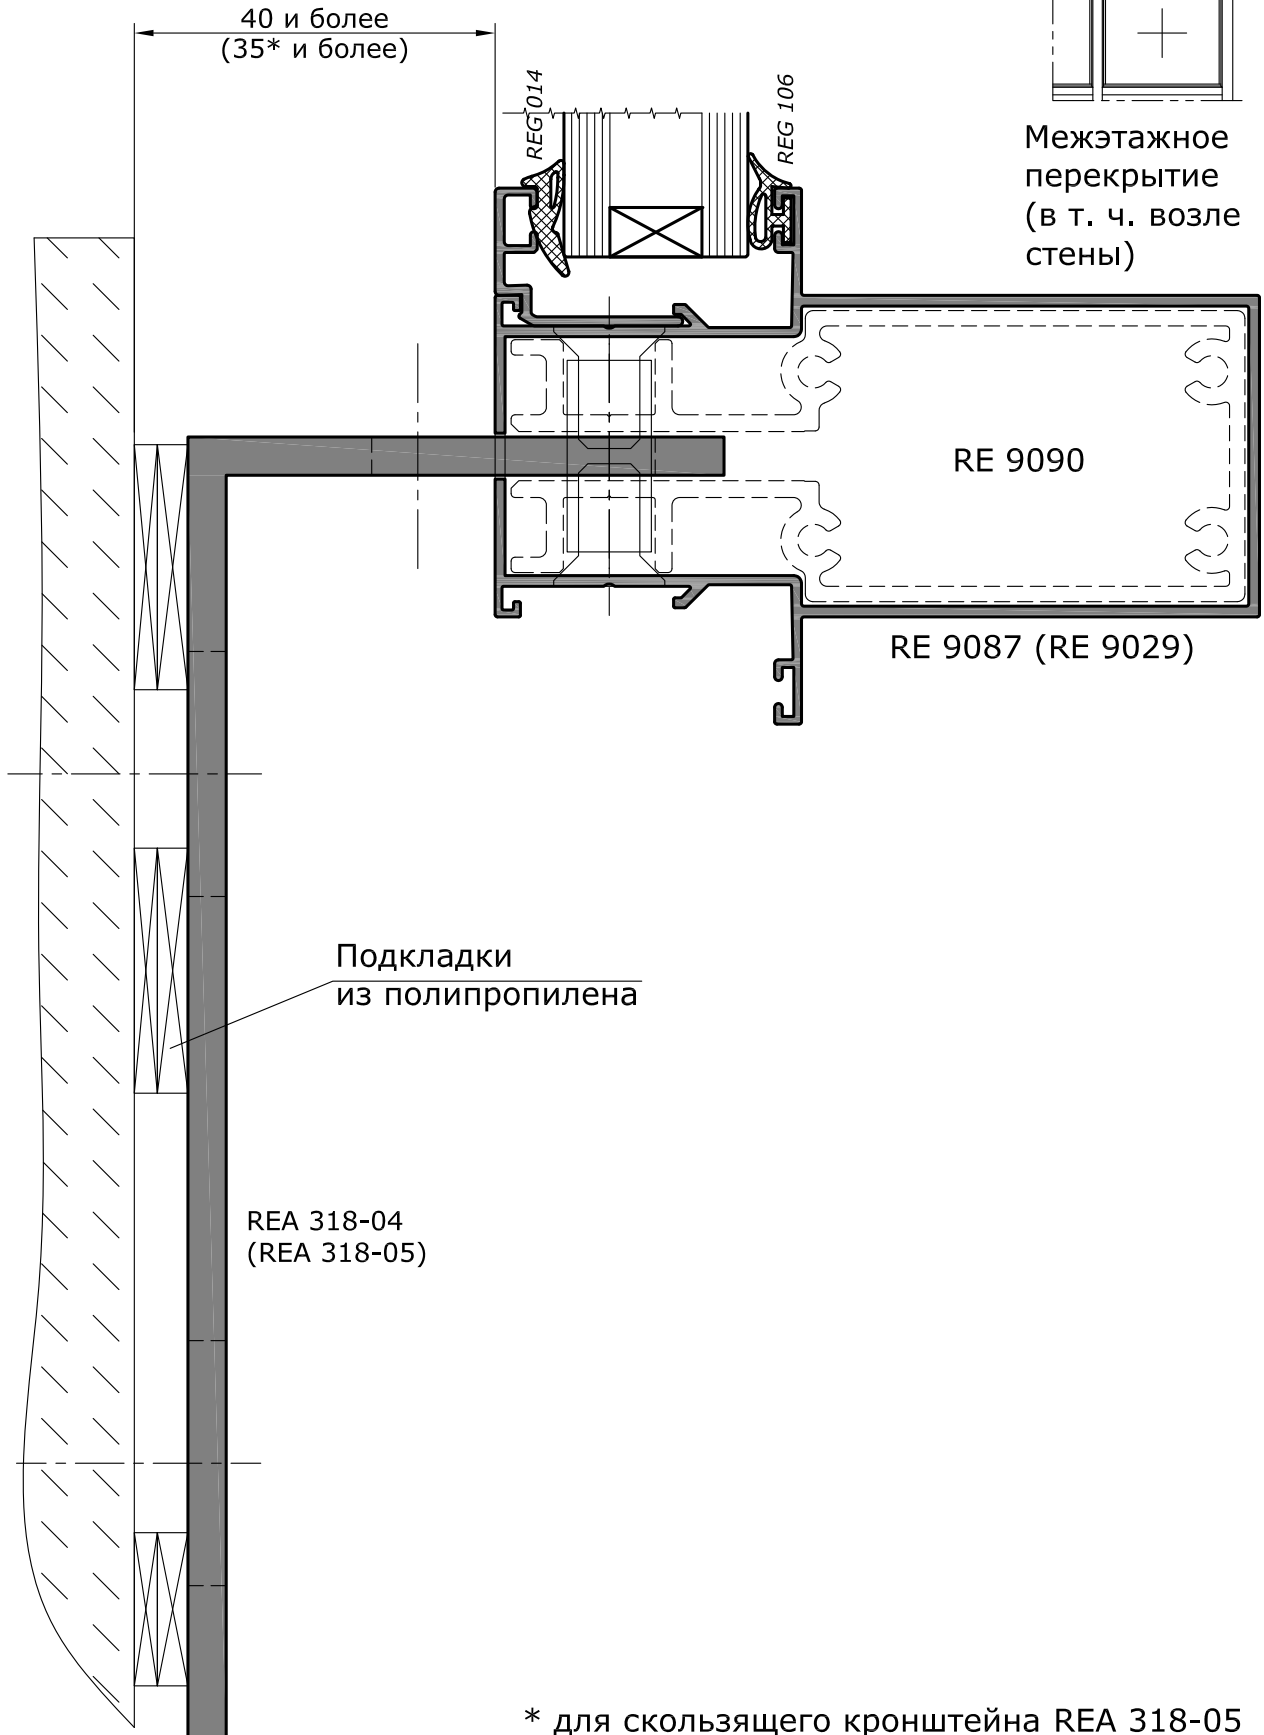 40 и более
(35* и более)
REG 014
REG 106
Межэтажное
перекрытие
(в т. ч. возле
стены)
RE 9090
RE 9087 (RE 9029)
Подкладки
из полипропилена
REA 318-04
(REA 318-05)
* для скользящего кронштейна REA 318-05